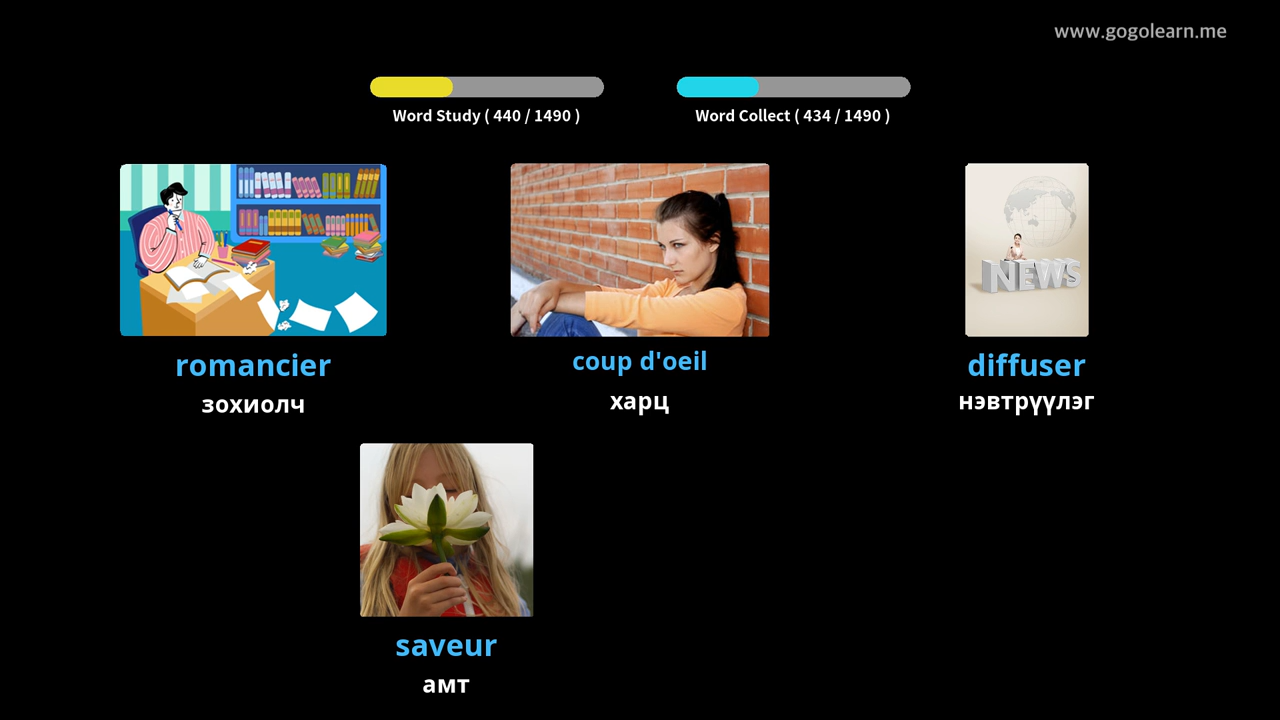 www.gogolearn.me
Word Study ( 440 / 1490 )
Word Collect ( 434 / 1490 )
NEWS
romancier
зохиолч
coup d'oeil
харц
diffuser
нэвтрүүлэг
saveur
амт